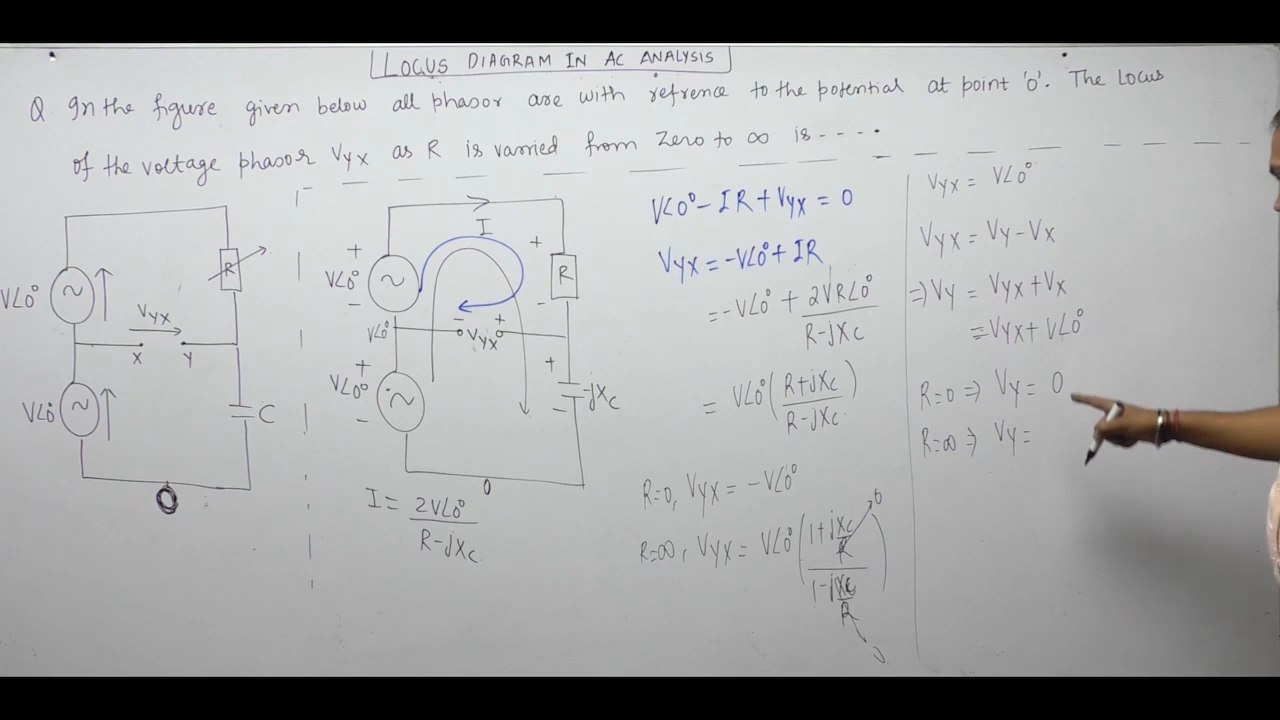 LOCUS DIAGRAM IN AC ANALYSIS
Q In the figure given below all phasor are with refrence to the potential at point 'O'. The Locus
of the voltage phasor VYX as R is varried from Zero to ∞ is ----.
V∠0°
R
VYX
X Y
V∠0°
C
O
I
+
V∠0°
-
+
R
-
V∠0°
- VYX +
+
V∠0°
-
+
-jXC
-
0
I = 2V∠0° / R-jXC
V∠0° - IR + VYX = 0
VYX = -V∠0° + IR
= -V∠0° + 2VR∠0° / R-jXC
= V∠0° (R+jXC / R-jXC)
R=0, VYX = -V∠0°
R=∞, VYX = V∠0° (1+jXC/R / 1-jXC/R)
0
0
VYX = V∠0°
VYX = VY - VX
⇒ VY = VYX + VX
= VYX + V∠0°
R=0 ⇒ VY = 0
R=∞ ⇒ VY =